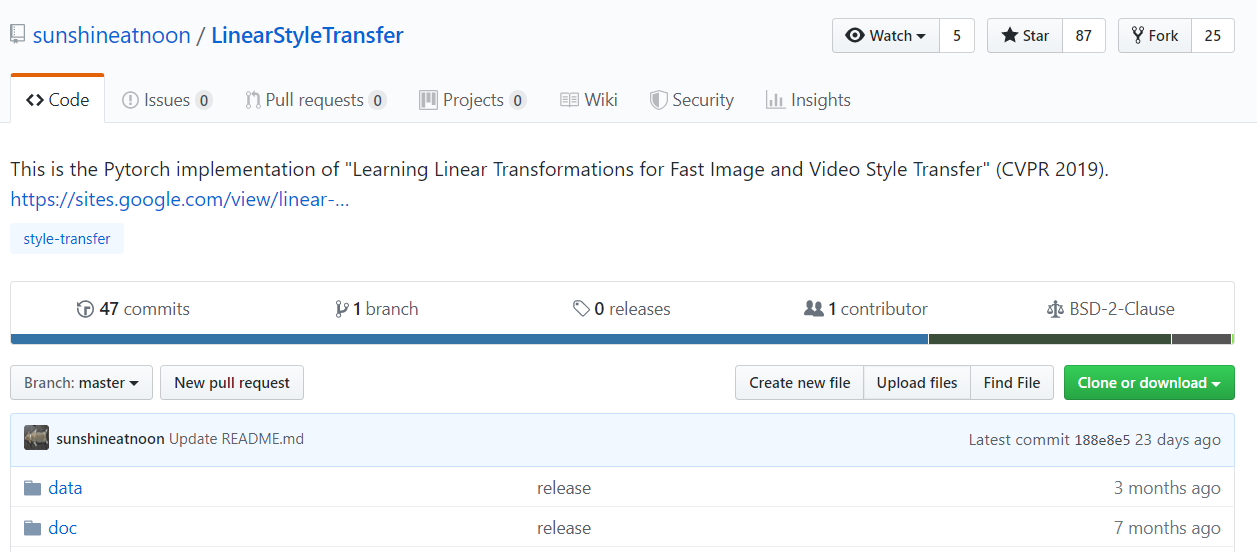 sunshineatnoon / LinearStyleTransfer Watch 5 Star 87 Fork 25
Code Issues 0 Pull requests 0 Projects 0 Wiki Security Insights
This is the Pytorch implementation of "Learning Linear Transformations for Fast Image and Video Style Transfer" (CVPR 2019).
https://sites.google.com/view/linear-...
style-transfer
47 commits 1 branch 0 releases 1 contributor BSD-2-Clause
Branch: master New pull request Create new file Upload files Find File Clone or download
sunshineatnoon Update README.md Latest commit 188e8e5 23 days ago
data release 3 months ago
doc release 7 months ago